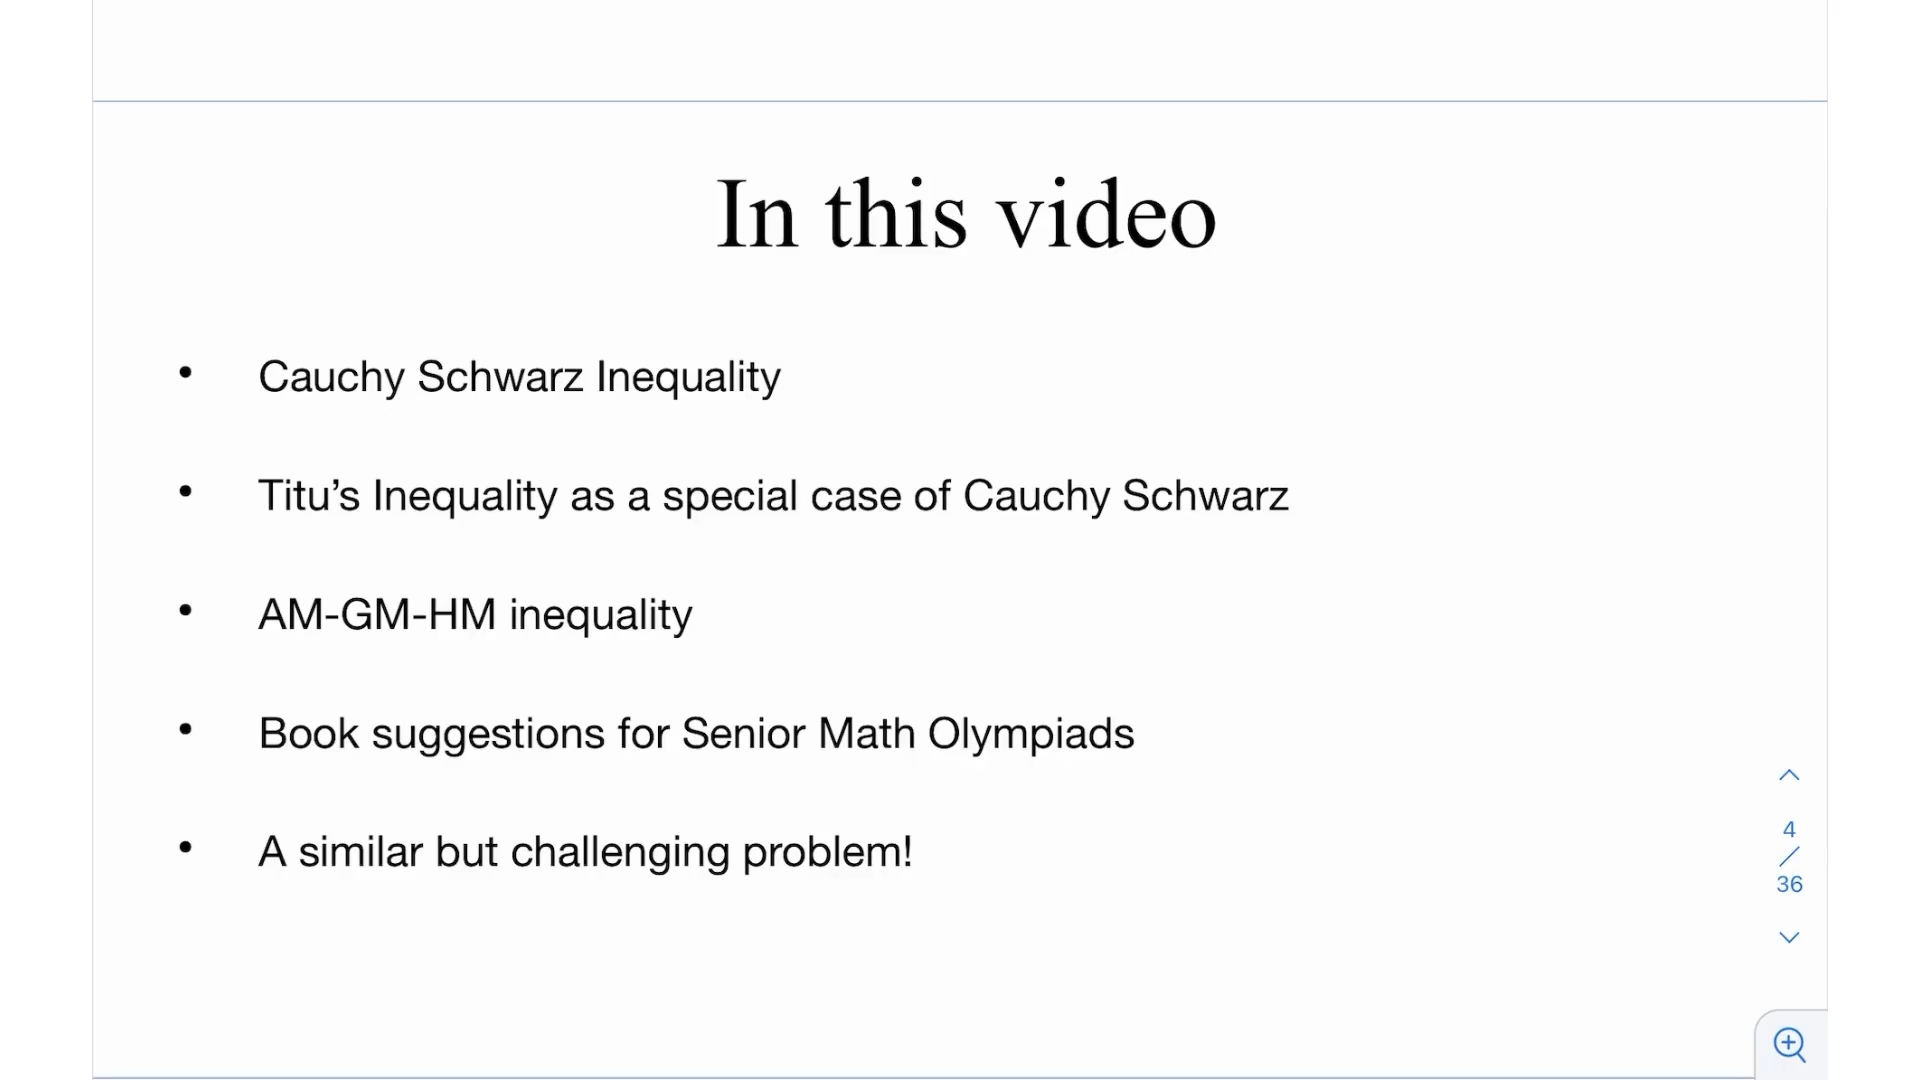 In this video
• Cauchy Schwarz Inequality
• Titu’s Inequality as a special case of Cauchy Schwarz
• AM-GM-HM inequality
• Book suggestions for Senior Math Olympiads
• A similar but challenging problem!
4
/
36